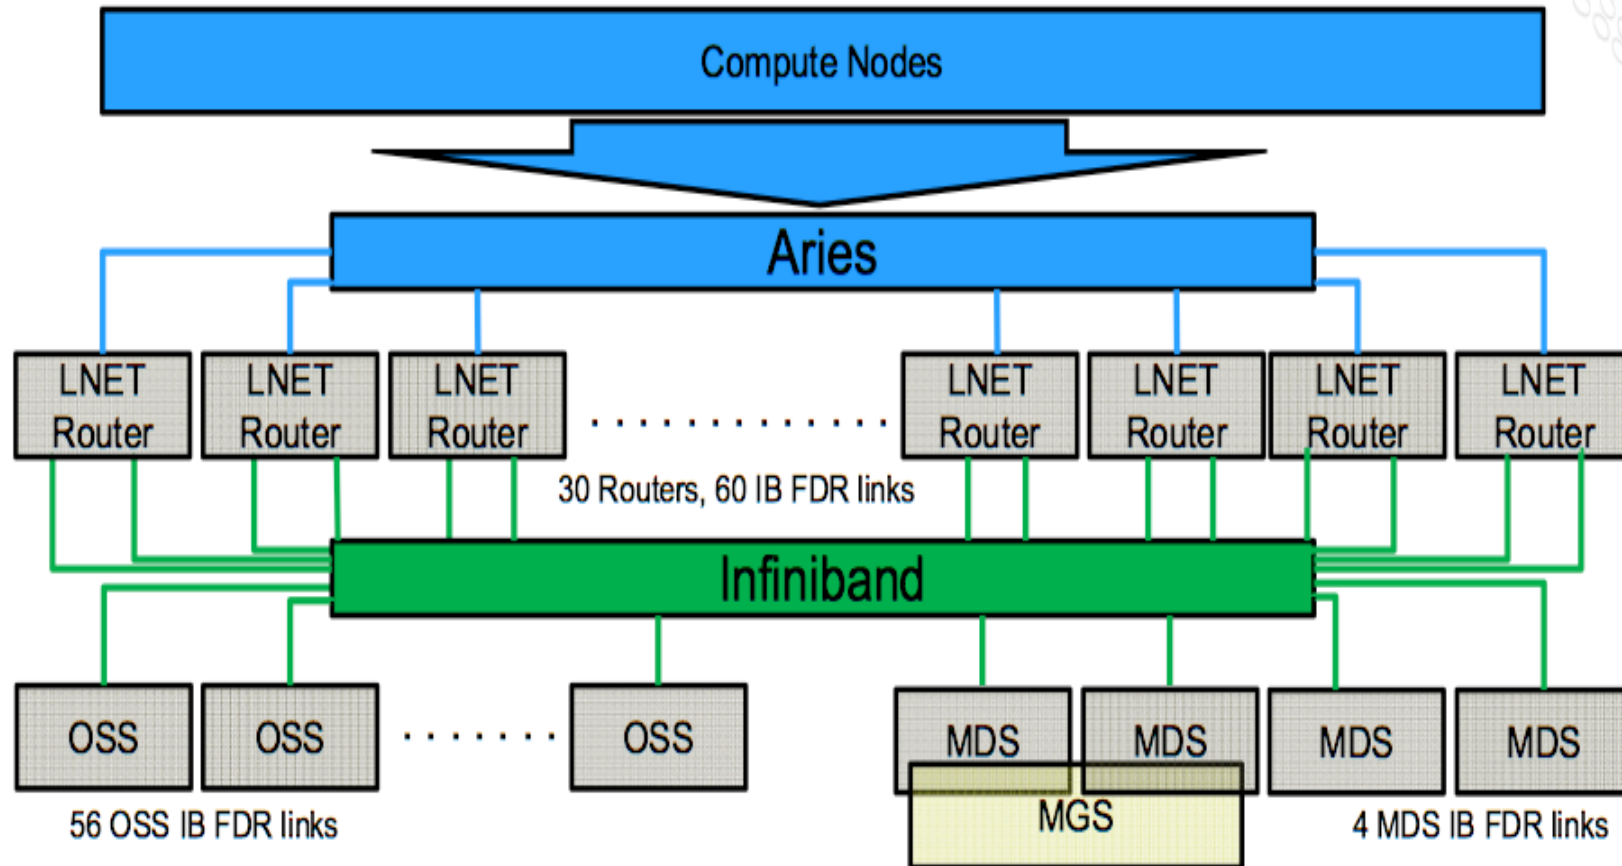 Compute Nodes
Aries
LNET
Router
LNET
Router
LNET
Router
LNET
Router
LNET
Router
LNET
Router
LNET
Router
. . . . . . . . . . . . .
30 Routers, 60 IB FDR links
Infiniband
OSS
OSS
. . . . . . .
OSS
MDS
MDS
MDS
MDS
MGS
56 OSS IB FDR links
4 MDS IB FDR links